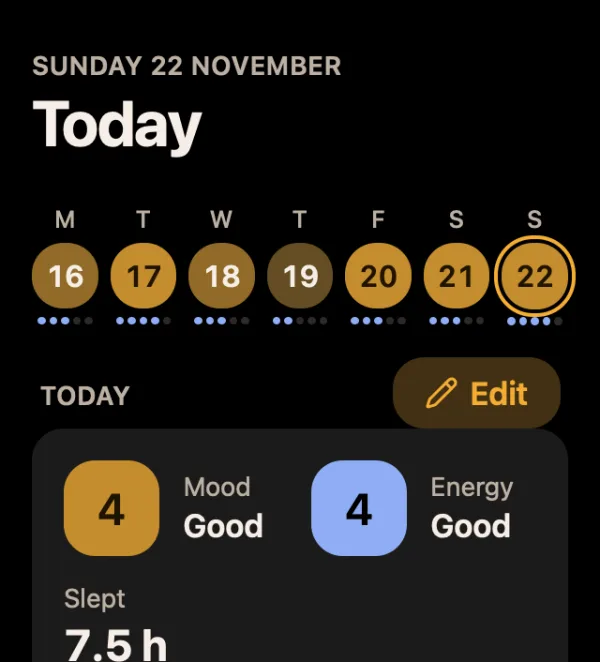 SUNDAY 22 NOVEMBER
Today
M T W T F S S
16 17 18 19 20 21 22
TODAY Edit
4 Mood Good 4 Energy Good
Slept
7.5 h